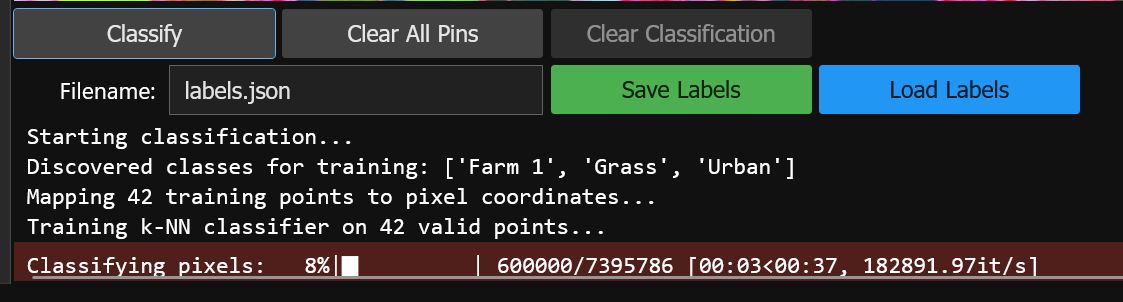 Classify Clear All Pins Clear Classification
Filename: labels.json Save Labels Load Labels
Starting classification...
Discovered classes for training: ['Farm 1', 'Grass', 'Urban']
Mapping 42 training points to pixel coordinates...
Training k-NN classifier on 42 valid points...
Classifying pixels:   8%|█         | 600000/7395786 [00:03<00:37, 182891.97it/s]